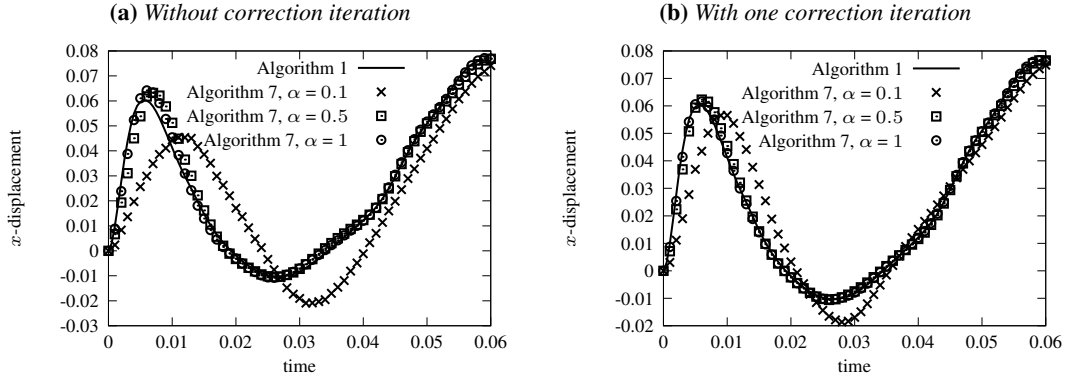 (a) Without correction iteration
0.08
0.07
0.06
0.05
0.04
0.03
0.02
0.01
0
-0.01
-0.02
-0.03
x-displacement
0
0.01
0.02
0.03
0.04
0.05
0.06
time
Algorithm 1
Algorithm 7, α = 0.1
Algorithm 7, α = 0.5
Algorithm 7, α = 1
(b) With one correction iteration
0.08
0.07
0.06
0.05
0.04
0.03
0.02
0.01
0
-0.01
-0.02
x-displacement
0
0.01
0.02
0.03
0.04
0.05
0.06
time
Algorithm 1
Algorithm 7, α = 0.1
Algorithm 7, α = 0.5
Algorithm 7, α = 1